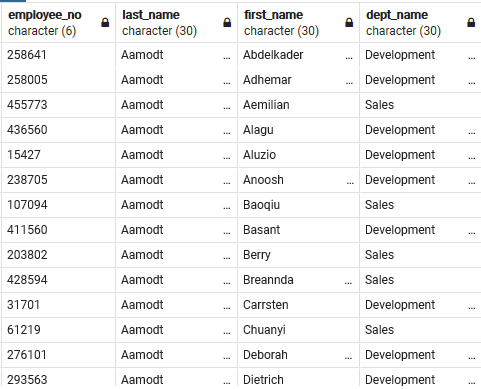 employee_no last_name first_name dept_name
character (6) character (30) character (30) character (30)
258641 Aamodt ... Abdelkader ... Development ...
258005 Aamodt ... Adhemar ... Development ...
455773 Aamodt ... Aemilian Sales
436560 Aamodt ... Alagu Development ...
15427 Aamodt ... Aluzio Development ...
238705 Aamodt ... Anoosh ... Development ...
107094 Aamodt ... Baoqiu Sales
411560 Aamodt ... Basant Development ...
203802 Aamodt ... Berry Sales
428594 Aamodt ... Breannda ... Sales
31701 Aamodt ... Carrsten Development ...
61219 Aamodt ... Chuanyi Sales
276101 Aamodt ... Deborah ... Development ...
293563 Aamodt ... Dietrich Development ...